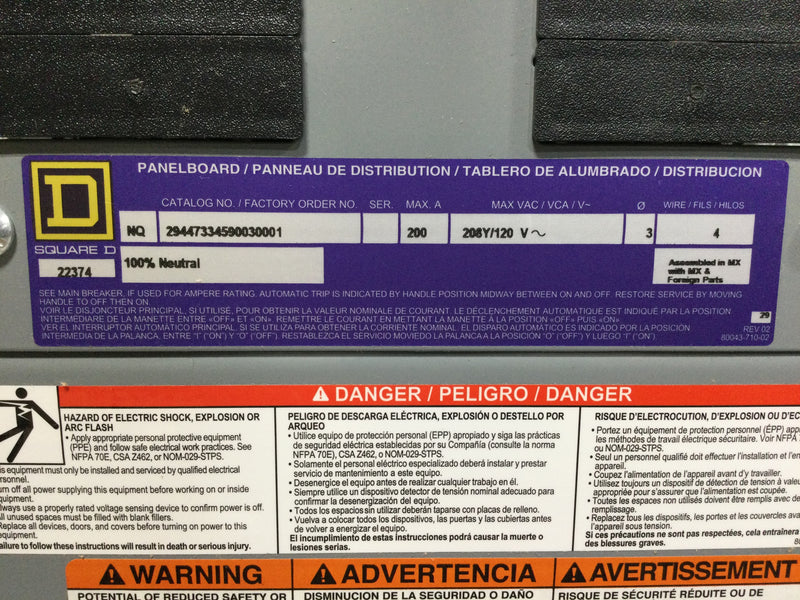 PANELBOARD / PANNEAU DE DISTRIBUTION / TABLERO DE ALUMBRADO / DISTRIBUCION
CATALOG NO. / FACTORY ORDER NO. SER. MAX. A MAX VAC / VCA / V~ Ø WIRE / FILS / HILOS
NQ 29447334590030001 200 208Y/120 V ~ 3 4
D
SQUARE D
22374
100% Neutral
Assembled in MX
with MX &
Foreign Parts
SEE MAIN BREAKER, IF USED FOR AMPERE RATING. AUTOMATIC TRIP IS INDICATED BY HANDLE POSITION MIDWAY BETWEEN ON AND OFF. RESTORE SERVICE BY MOVING
HANDLE TO OFF THEN ON.
VOIR LE DISJONCTEUR PRINCIPAL, SI UTILISÉ, POUR OBTENIR LA VALEUR NOMINALE DE COURANT. LE DÉCLENCHEMENT AUTOMATIQUE EST INDIQUÉ PAR LA POSITION
INTERMEDIAIRE DE LA MANETTE ENTRE «OFF» ET «ON». REMETTRE LE COURANT EN METTANT LA MANETTE À LA POSITION «OFF» PUIS «ON».
VER EL INTERRUPTOR AUTOMÁTICO PRINCIPAL, SI SE UTILIZA PARA OBTENER LA CORRIENTE NOMINAL. EL DISPARO AUTOMÁTICO ES INDICADO POR LA POSICIÓN
INTERMEDIA DE LA PALANCA, ENTRE "I" ("ON") Y "O" ("OFF"). RESTABLEZCA EL SERVICIO MOVIEDO LA PALANCA A LA POSICIÓN "O" ("OFF") Y LUEGO "I" ("ON").
29
REV 02
80043-710-02
DANGER / PELIGRO / DANGER
HAZARD OF ELECTRIC SHOCK, EXPLOSION OR
ARC FLASH
• Apply appropriate personal protective equipment
(PPE) and follow safe electrical work practices. See
NFPA 70E, CSA Z462, or NOM-029-STPS.
equipment must only be installed and serviced by qualified electrical
off all power supplying this equipment before working on or inside
use a properly rated voltage sensing device to confirm power is off.
unused spaces must be filled with blank fillers.
Replace all devices, doors, and covers before turning on power to this
equipment.
Failure to follow these instructions will result in death or serious injury.
PELIGRO DE DESCARGA ELÉCTRICA, EXPLOSIÓN O DESTELLO POR
ARQUEO
• Utilice equipo de protección personal (EPP) apropiado y siga las prácticas
de seguridad eléctrica establecidas por su Compañía (consulte la norma
NFPA 70E, CSA Z462, o NOM-029-STPS.
• Solamente el personal eléctrico especializado deberá instalar y prestar
servicio de mantenimiento a este equipo.
• Desenergice el equipo antes de realizar cualquier trabajo en él.
• Siempre utilice un dispositivo detector de tensión nominal adecuado para
confirmar la desenergización del equipo.
• Todos los espacios sin utilizar deberán taparse con placas de relleno.
• Vuelva a colocar todos los dispositivos, las puertas y las cubiertas antes
de volver a energizar el equipo.
El incumplimiento de estas instrucciones podrá causar la muerte o
lesiones serias.
RISQUE D'ÉLECTROCUTION, D'EXPLOSION OU
• Portez un équipement de protection personnel (ÉPP)
les méthodes de travail électrique sécuritaire. Voir NFPA
ou NOM-029-STPS.
• Seul un personnel qualifié doit effectuer l'installation et
appareil.
• Coupez l'alimentation de l'appareil avant d'y travailler.
• Utilisez toujours un dispositif de détection de tension à
appropriée pour s'assurer que l'alimentation est coupée.
• Toutes les espaces non utilisés doivent être remplis avec
remplissage.
• Replacez tous les dispositifs, les portes et les couvercles
l'appareil sous tension.
Si ces précautions ne sont pas respectées, cela entraînera
des blessures graves.
WARNING ADVERTENCIA AVERTISSEMENT
POTENTIAL OF REDUCED SAFETY OR
DISMINUCION DE LA SEGURIDAD O DAÑO
RISQUE DE SÉCURITÉ RÉDUITE OU DE